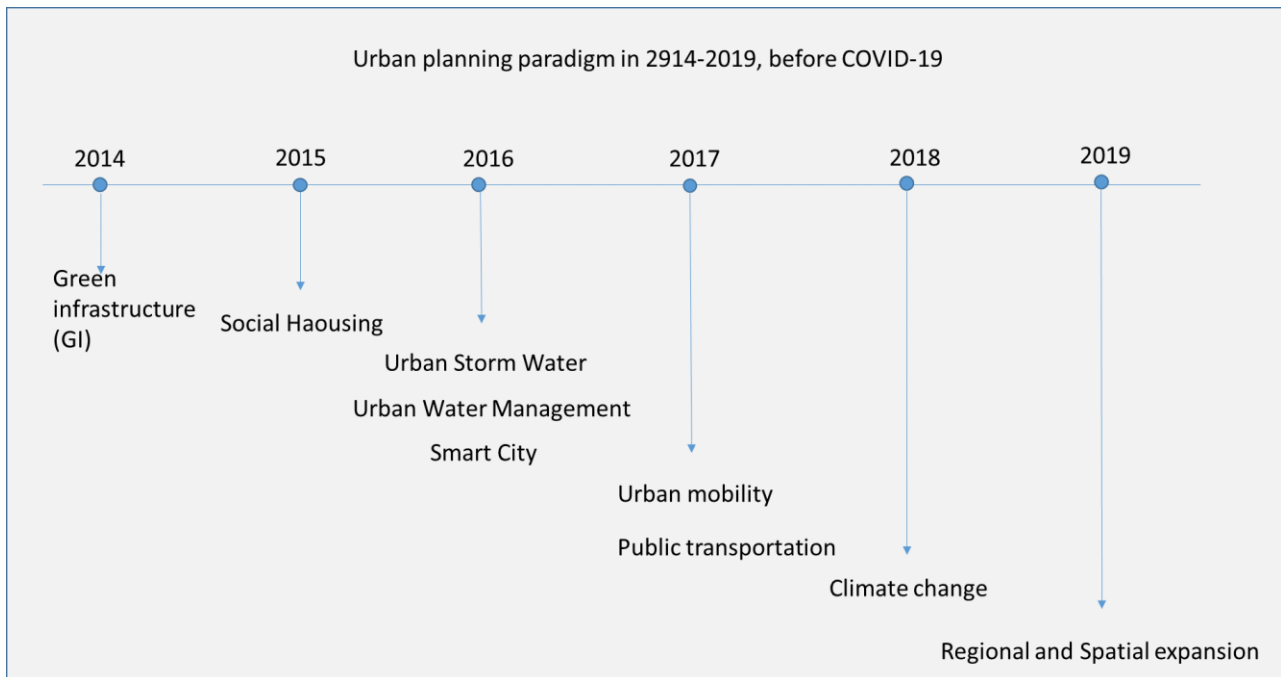 Urban planning paradigm in 2914-2019, before COVID-19
2014
2015
2016
2017
2018
2019
Green
infrastructure
(GI)
Social Haousing
Urban Storm Water
Urban Water Management
Smart City
Urban mobility
Public transportation
Climate change
Regional and Spatial expansion